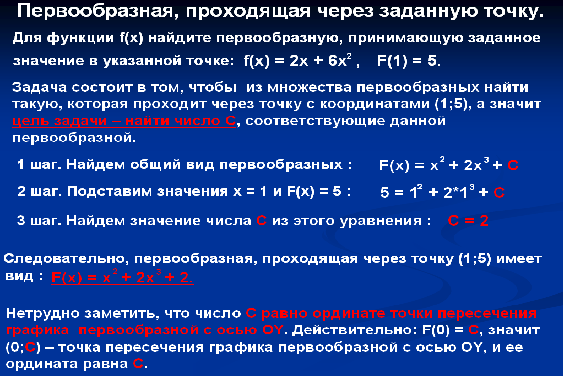 Первообразная, проходящая через заданную точку.
Для функции f(x) найдите первообразную, принимающую заданное
значение в указанной точке: f(x) = 2x + 6x² , F(1) = 5.
Задача состоит в том, чтобы из множества первообразных найти
такую, которая проходит через точку с координатами (1;5), а значит
цель задачи – найти число С, соответствующие данной
первообразной.
1 шаг. Найдем общий вид первообразных : F(x) = x² + 2x³ + C
2 шаг. Подставим значения x = 1 и F(x) = 5 : 5 = 1² + 2*1³ + C
3 шаг. Найдем значение числа С из этого уравнения : C = 2
Следовательно, первообразная, проходящая через точку (1;5) имеет
вид : F(x) = x² + 2x³ + 2.
Нетрудно заметить, что число С равно ординате точки пересечения
графика первообразной с осью OY. Действительно: F(0) = C, значит
(0;C) – точка пересечения графика первообразной с осью OY, и ее
ордината равна С.